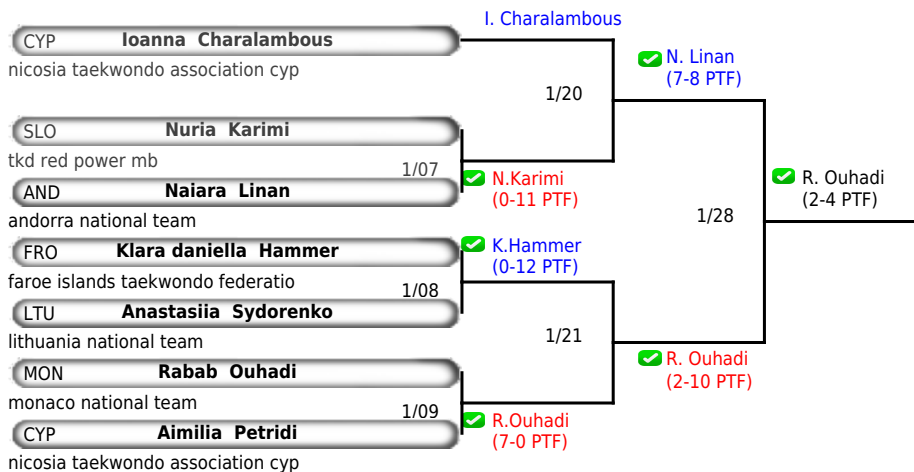 I. Charalambous
CYP Ioanna Charalambous
nicosia taekwondo association cyp
N. Linan
(7-8 PTF)
1/20
SLO Nuria Karimi
tkd red power mb
1/07
N.Karimi
(0-11 PTF)
AND Naiara Linan
andorra national team
R. Ouhadi
(2-4 PTF)
1/28
FRO Klara daniella Hammer
faroe islands taekwondo federatio
K.Hammer
(0-12 PTF)
1/08
LTU Anastasiia Sydorenko
lithuania national team
1/21
MON Rabab Ouhadi
monaco national team
R. Ouhadi
(2-10 PTF)
1/09
CYP Aimilia Petridi
nicosia taekwondo association cyp
R.Ouhadi
(7-0 PTF)